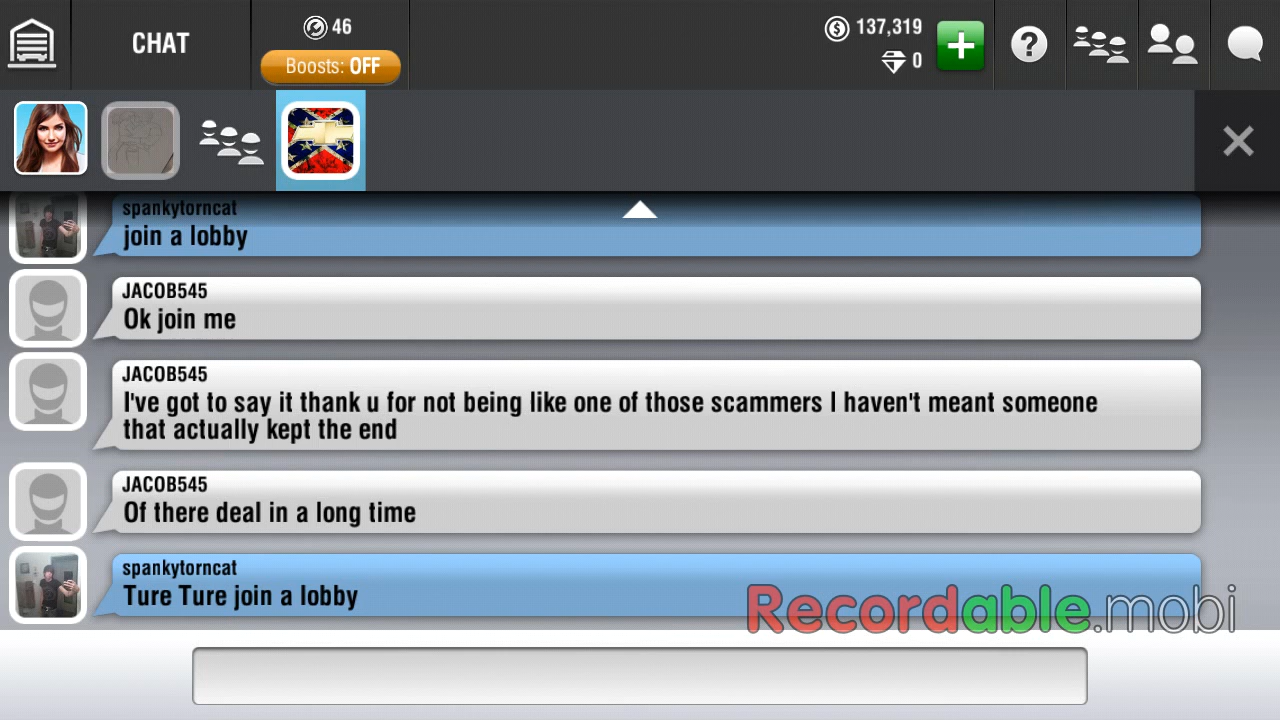 CHAT
46
Boosts: OFF
137,319
0
spankytorncat
join a lobby
JACOB545
Ok join me
JACOB545
I've got to say it thank u for not being like one of those scammers I haven't meant someone
that actually kept the end
JACOB545
Of there deal in a long time
spankytorncat
Ture Ture join a lobby
Recordable.mobi